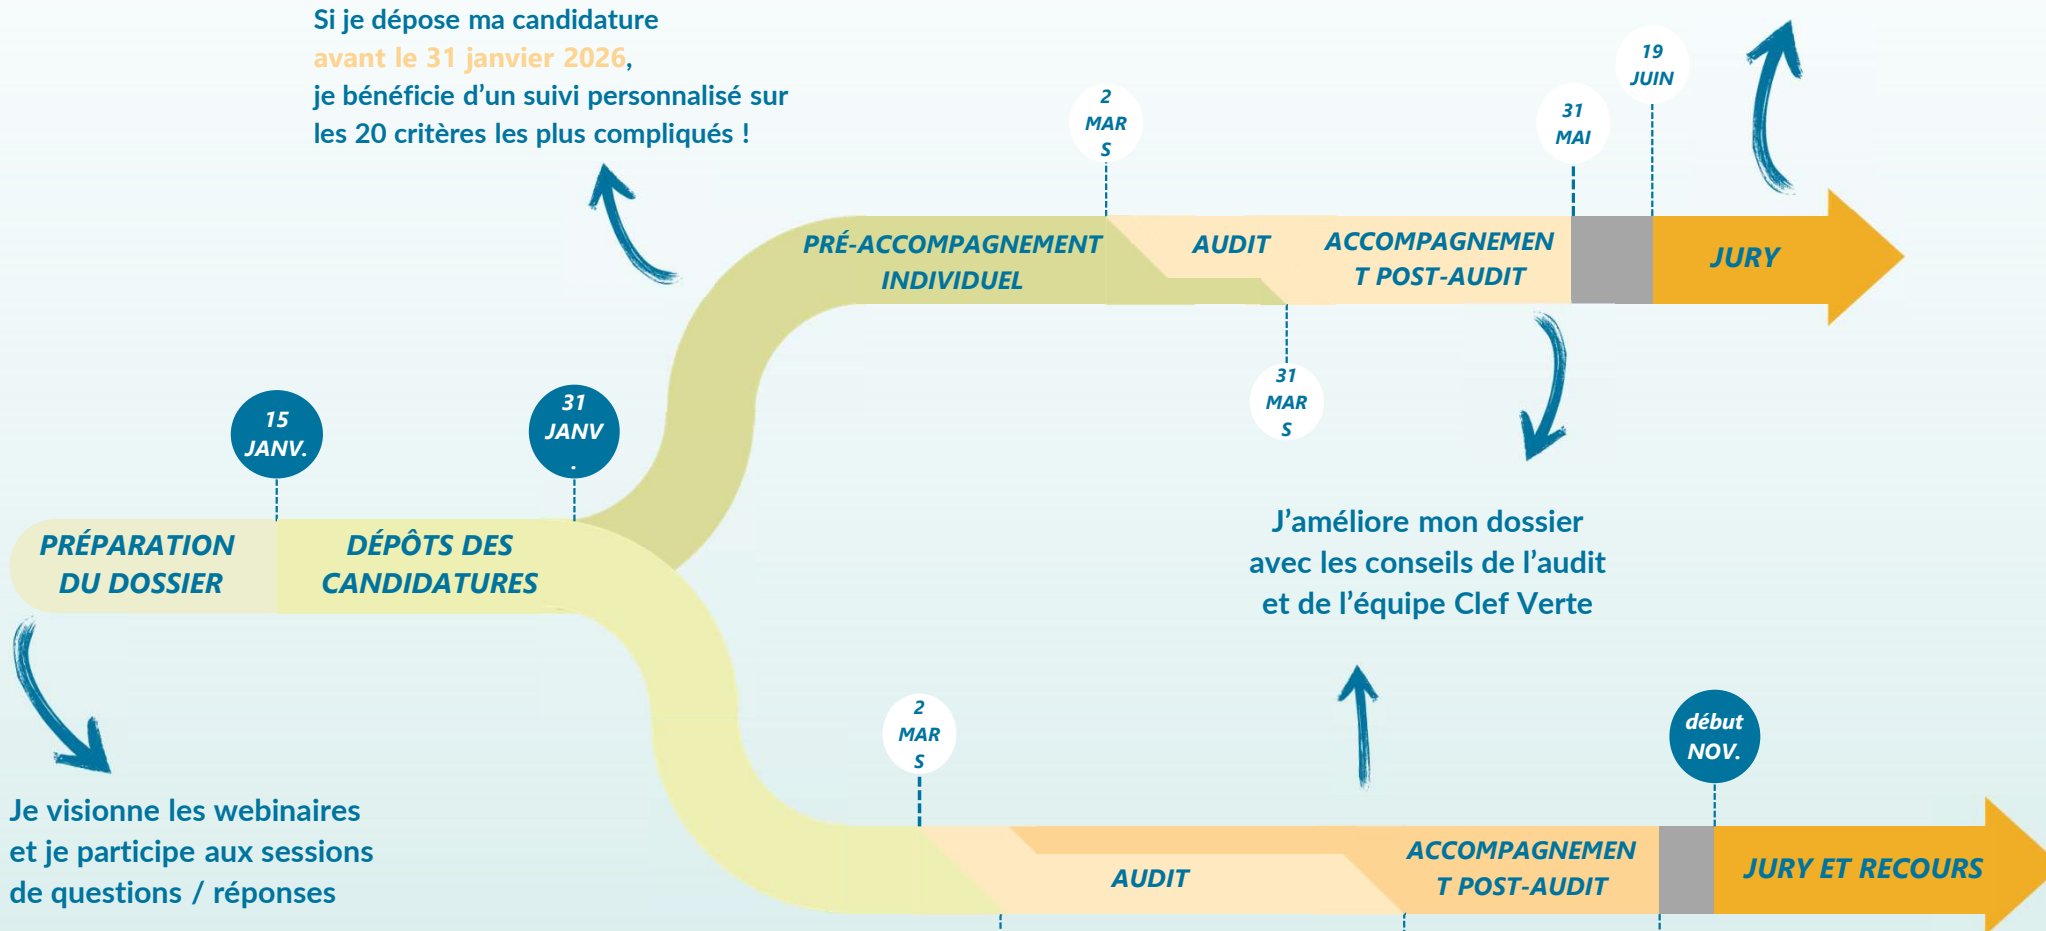 Si je dépose ma candidature
avant le 31 janvier 2026,
je bénéficie d'un suivi personnalisé sur
les 20 critères les plus compliqués !
2
MAR
S
31
MAI
19
JUIN
PRÉ-ACCOMPAGNEMENT
INDIVIDUEL
AUDIT
ACCOMPAGNEMEN
T POST-AUDIT
JURY
31
MAR
S
15
JANV.
31
JANV
.
PRÉPARATION
DU DOSSIER
DÉPÔTS DES
CANDIDATURES
J'améliore mon dossier
avec les conseils de l'audit
et de l'équipe Clef Verte
2
MAR
S
début
NOV.
Je visionne les webinaires
et je participe aux sessions
de questions / réponses
AUDIT
ACCOMPAGNEMEN
T POST-AUDIT
JURY ET RECOURS